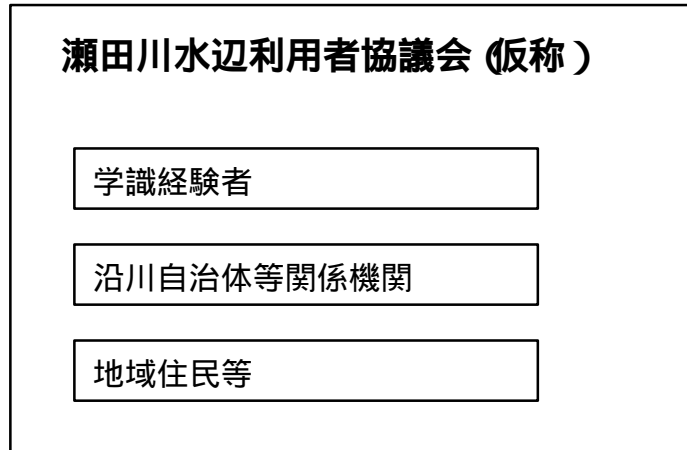 瀬田川水辺利用者協議会（仮称）
学識経験者
沿川自治体等関係機関
地域住民等